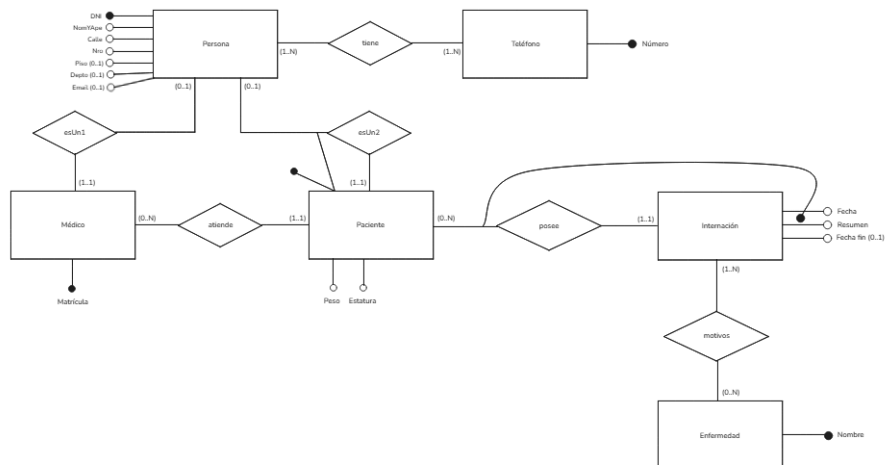 DNI
NomYApe
Calle
Nro
Piso (0..1)
Depto (0..1)
Email (0..1)
Persona
(1..N)
tiene
(1..N)
Teléfono
Número
(0..1)
(0..1)
esUn1
esUn2
(1..1)
(1..1)
Médico
(0..N)
atiende
(1..1)
Paciente
(0..N)
posee
(1..1)
Internación
Fecha
Resumen
Fecha fin (0..1)
Matrícula
Peso
Estatura
(1..N)
motivos
(0..N)
Enfermedad
Nombre